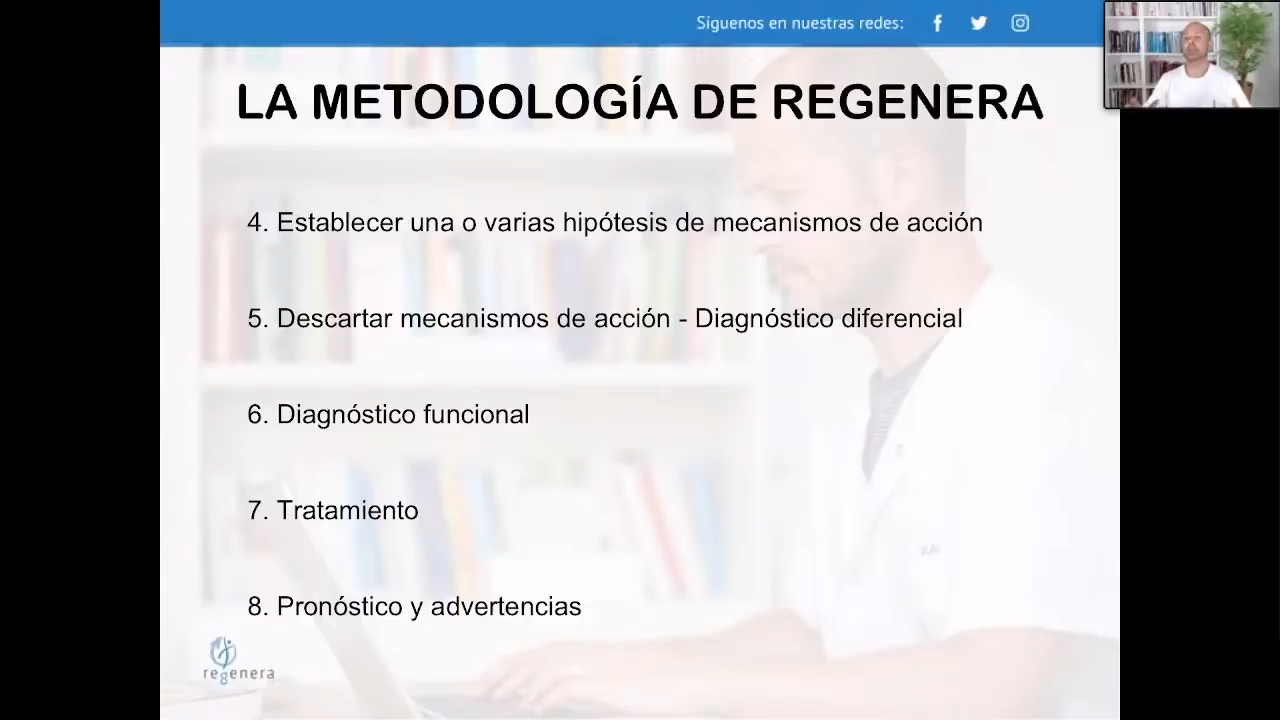 Síguenos en nuestras redes:
LA METODOLOGÍA DE REGENERA
4. Establecer una o varias hipótesis de mecanismos de acción
5. Descartar mecanismos de acción - Diagnóstico diferencial
6. Diagnóstico funcional
7. Tratamiento
8. Pronóstico y advertencias
regenera